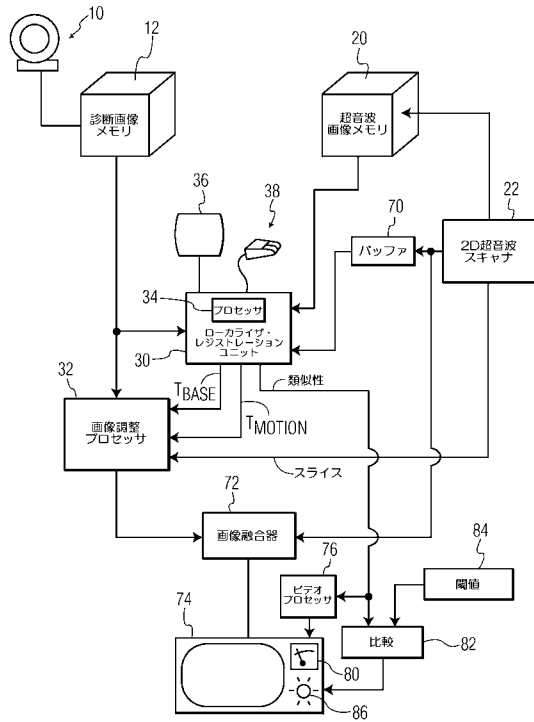 10
12
診断画像
メモリ
20
超音波
画像メモリ
22
2D超音波
スキャナ
36
38
70
バッファ
34
プロセッサ
ローカライザ・
レジストレーション
ユニット
30
32
画像調整
プロセッサ
TBASE
TMOTION
類似性
スライス
72
画像融合器
76
ビデオ
プロセッサ
84
閾値
74
比較
82
80
86